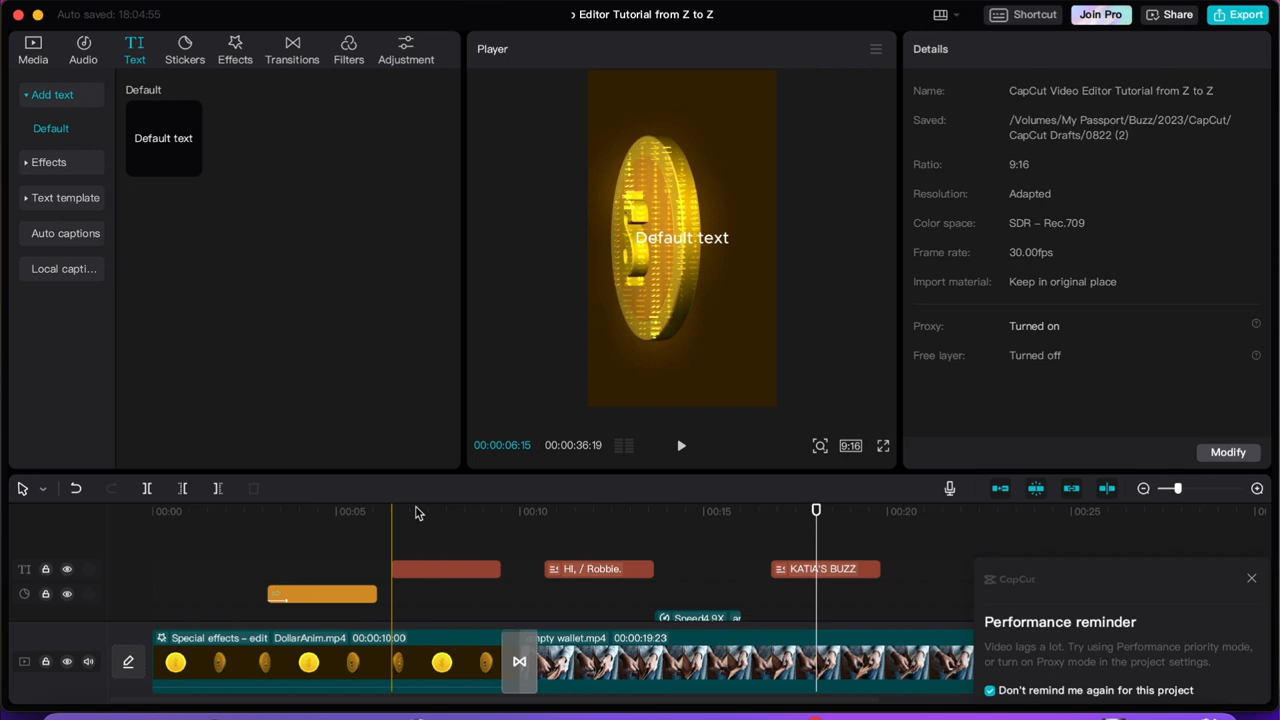 Auto saved: 18:04:55
Editor Tutorial from Z to Z
Shortcut
Join Pro
Share
Export
Media
Audio
TI
Text
Stickers
Effects
Transitions
Filters
Adjustment
Add text
Default
Effects
Text template
Auto captions
Local capti...
Default
Default text
Player
Default text
00:00:06:15
00:00:36:19
9:16
Details
Name: CapCut Video Editor Tutorial from Z to Z
Saved: /Volumes/My Passport/Buzz/2023/CapCut/
CapCut Drafts/0822 (2)
Ratio: 9:16
Resolution: Adapted
Color space: SDR – Rec.709
Frame rate: 30.00fps
Import material: Keep in original place
Proxy: Turned on
Free layer: Turned off
Modify
00:00
00:05
00:10
00:15
00:20
00:25
TI
HI, / Robbie.
KATIA'S BUZZ
Speed4.9X
Special effects – edit DollarAnim.mp4 00:00:10:00
empty wallet.mp4 00:00:19:23
CapCut
Performance reminder
Video lags a lot. Try using Performance priority mode,
or turn on Proxy mode in the project settings.
Don't remind me again for this project